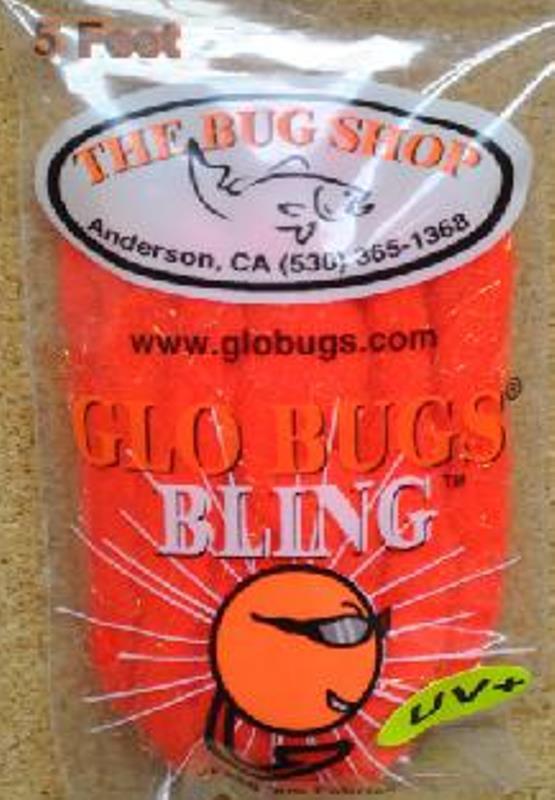 5 Feet
THE BUG SHOP
Anderson, CA (530) 365-1368
www.globugs.com
GLO BUGS®
BLING™
UV+